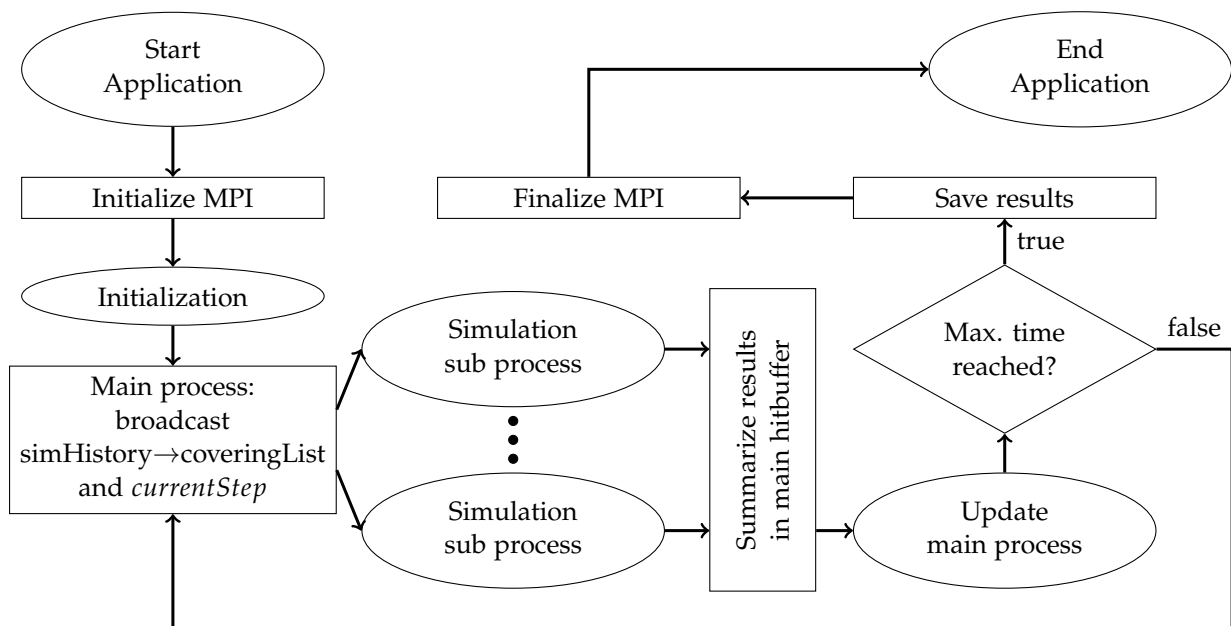 Start
Application
End
Application
Initialize MPI
Finalize MPI
Save results
true
Initialization
Simulation
sub process
Summarize results
in main hitbuffer
Max. time
reached?
false
Main process:
broadcast
simHistory→coveringList
and currentStep
Simulation
sub process
Update
main process